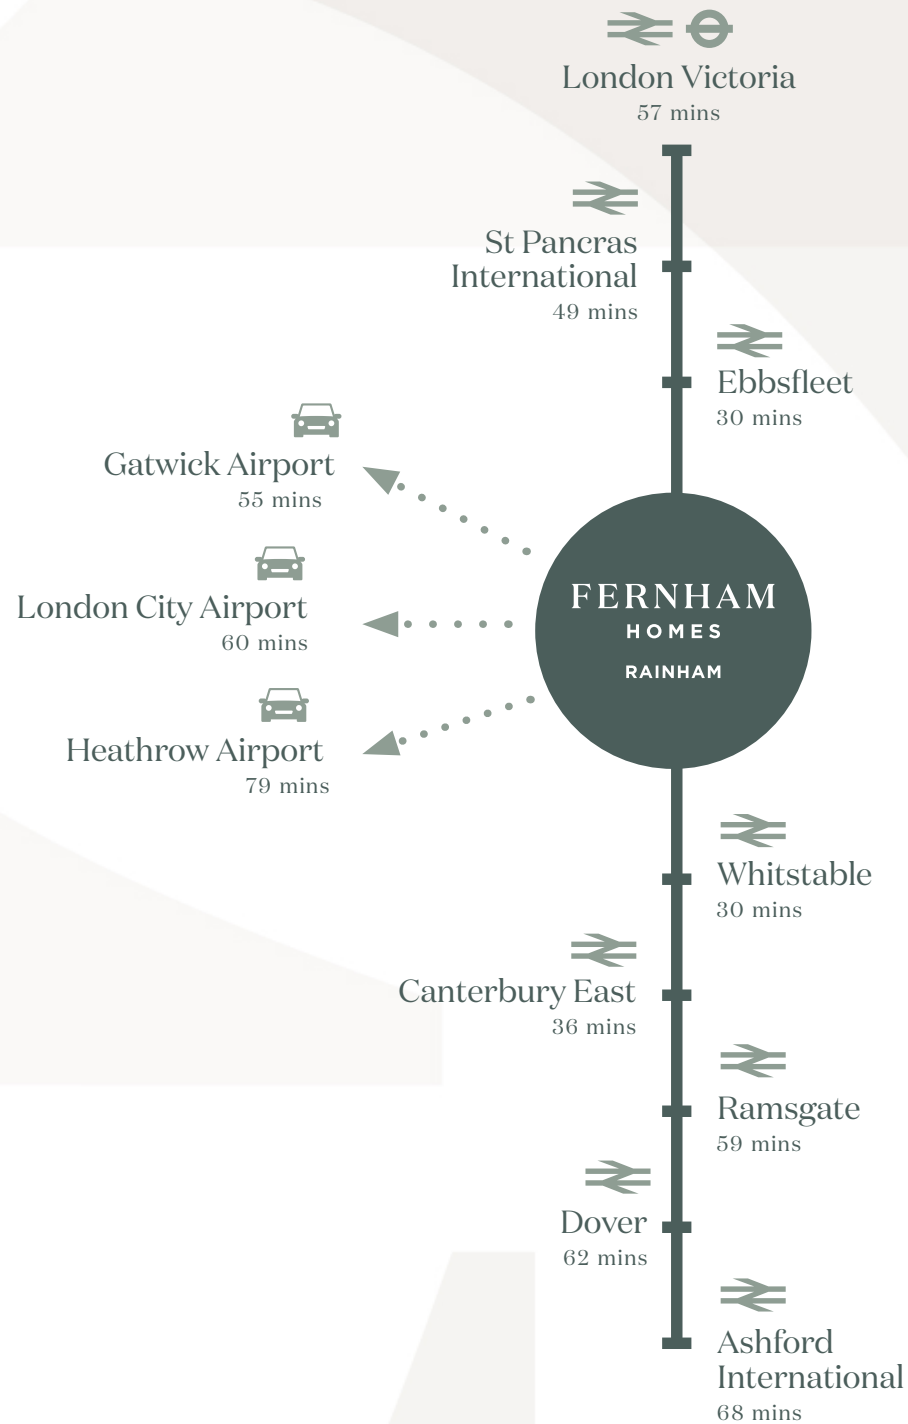 London Victoria
57 mins
St Pancras
International
49 mins
Ebbsfleet
30 mins
Gatwick Airport
55 mins
London City Airport
60 mins
Heathrow Airport
79 mins
FERNHAM
HOMES
RAINHAM
Whitstable
30 mins
Canterbury East
36 mins
Ramsgate
59 mins
Dover
62 mins
Ashford
International
68 mins